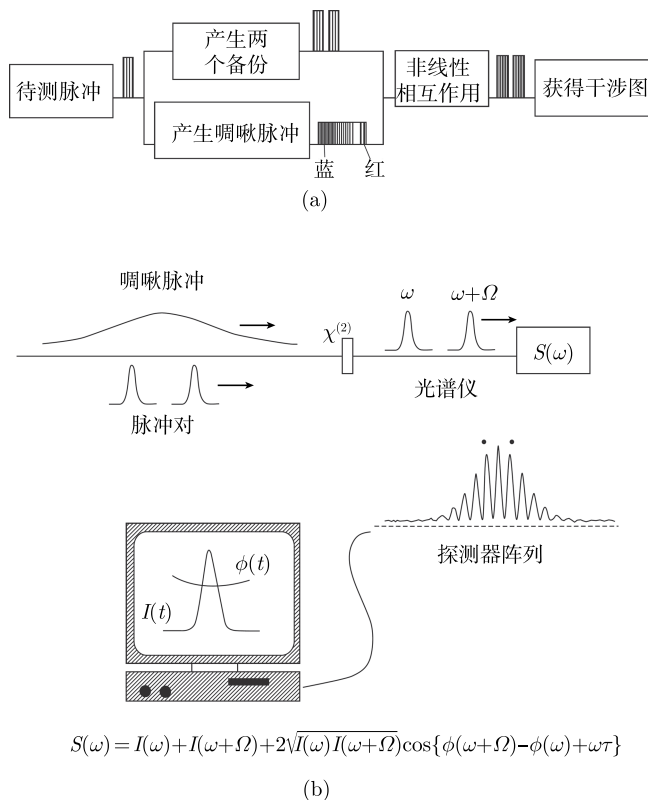 待测脉冲
产生两
个备份
产生啁啾脉冲
蓝
红
非线性
相互作用
获得干涉图
(a)
啁啾脉冲
脉冲对
χ⁽²⁾
ω
ω+Ω
S(ω)
光谱仪
探测器阵列
I(t)
ϕ(t)
S(ω)=I(ω)+I(ω+Ω)+2√I(ω)I(ω+Ω)cos{ϕ(ω+Ω)−ϕ(ω)+ωτ}
(b)